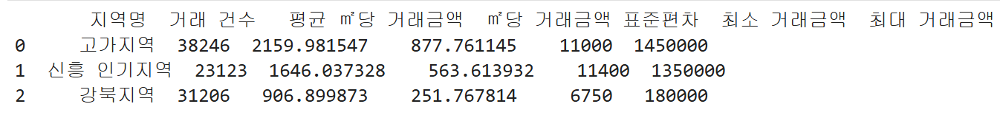 지역명 거래 건수 평균 ㎡당 거래금액 ㎡당 거래금액 표준편차 최소 거래금액 최대 거래금액
0 고가지역 38246 2159.981547 877.761145 11000 1450000
1 신흥 인기지역 23123 1646.037328 563.613932 11400 1350000
2 강북지역 31206 906.899873 251.767814 6750 180000